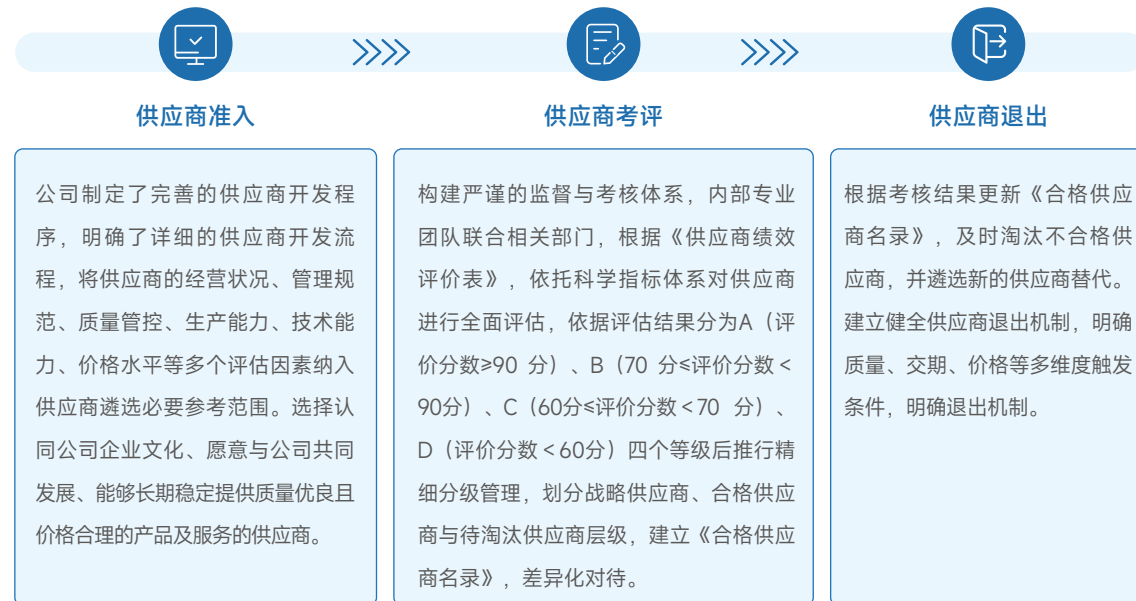 供应商准入
公司制定了完善的供应商开发程
序，明确了详细的供应商开发流
程，将供应商的经营状况、管理规
范、质量管控、生产能力、技术能
力、价格水平等多个评估因素纳入
供应商遴选必要参考范围。选择认
同公司企业文化、愿意与公司共同
发展、能够长期稳定提供质量优良且
价格合理的产品及服务的供应商。
供应商考评
构建严谨的监督与考核体系，内部专业
团队联合相关部门，根据《供应商绩效
评价表》，依托科学指标体系对供应商
进行全面评估，依据评估结果分为A（评
价分数≥90 分）、B（70 分≤评价分数＜
90分）、C（60分≤评价分数＜70 分）、
D（评价分数＜60分）四个等级后推行精
细分级管理，划分战略供应商、合格供应
商与待淘汰供应商层级，建立《合格供应
商名录》，差异化对待。
供应商退出
根据考核结果更新《合格供应
商名录》，及时淘汰不合格供
应商，并遴选新的供应商替代。
建立健全供应商退出机制，明确
质量、交期、价格等多维度触发
条件，明确退出机制。